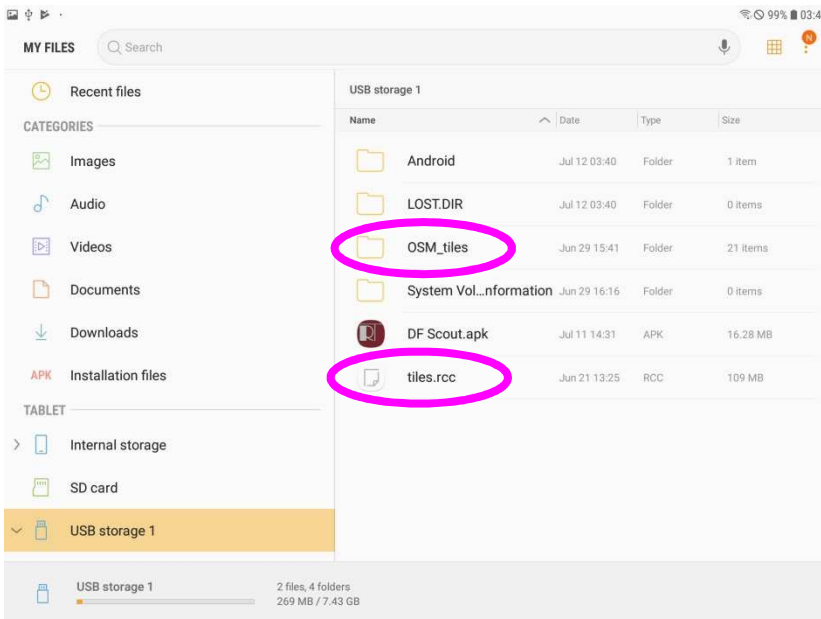 99% 03:4
MY FILES Search N
Recent files
CATEGORIES
Images
Audio
Videos
Documents
Downloads
APK Installation files
TABLET
Internal storage
SD card
USB storage 1
USB storage 1
Name Date Type Size
Android Jul 12 03:40 Folder 1 item
LOST.DIR Jul 12 03:40 Folder 0 items
OSM_tiles Jun 29 15:41 Folder 21 items
System Vol...nformation Jun 29 16:16 Folder 0 items
DF Scout.apk Jul 11 14:31 APK 16.28 MB
tiles.rcc Jun 21 13:25 RCC 109 MB
USB storage 1 2 files, 4 folders
269 MB / 7.43 GB